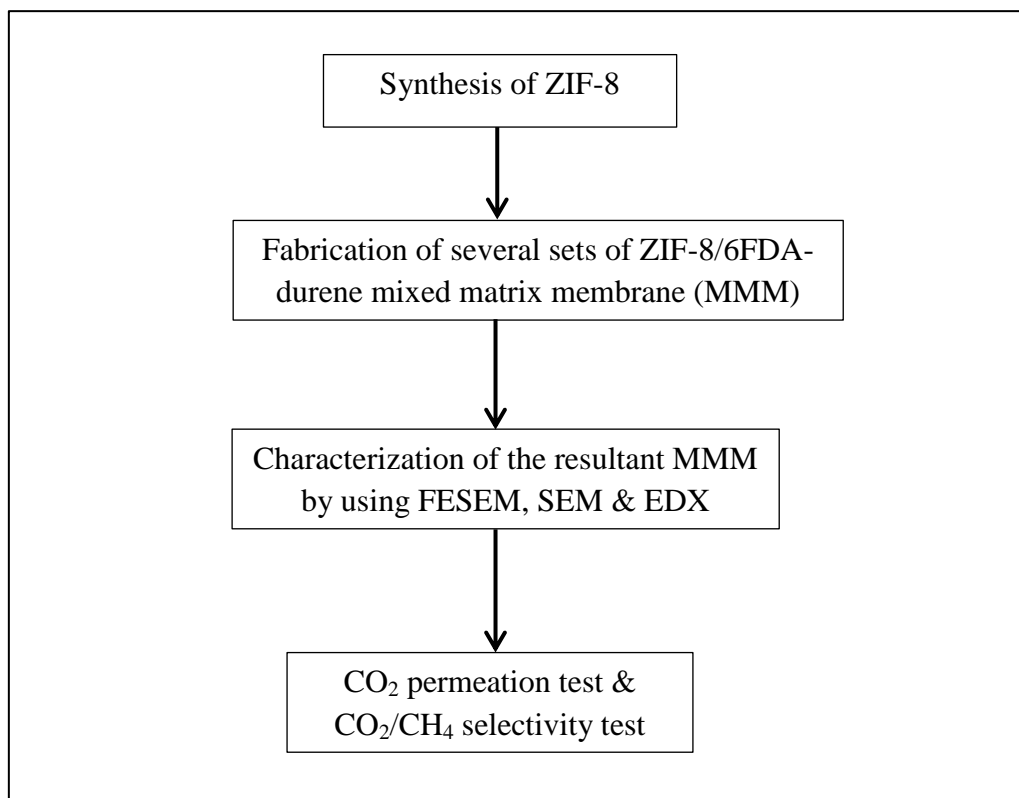 Synthesis of ZIF-8
Fabrication of several sets of ZIF-8/6FDA-
durene mixed matrix membrane (MMM)
Characterization of the resultant MMM
by using FESEM, SEM & EDX
CO₂ permeation test &
CO₂/CH₄ selectivity test